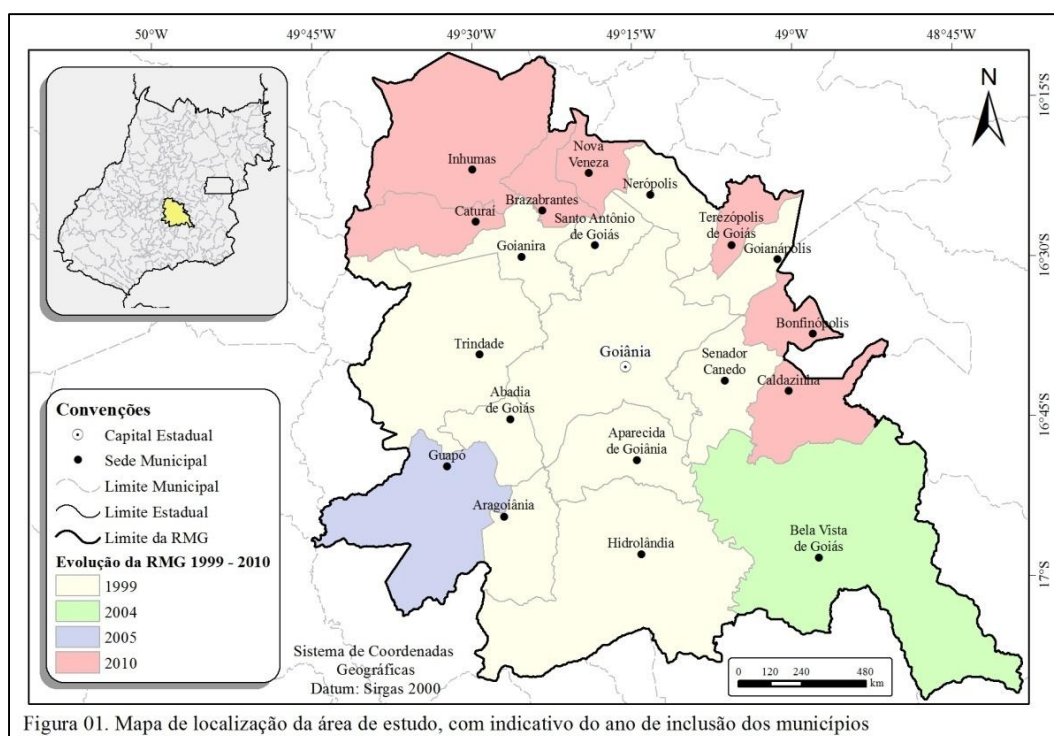 50°W
49°45'W
49°30'W
49°15'W
49°W
48°45'W
N
16°15'S
16°30'S
16°45'S
17°S
Inhumas
Nova
Veneza
Nerópolis
Brazabrantes
Caturaí
Santo Antônio
de Goiás
Terezópolis
de Goiás
Goianira
Goianápolis
Bonfinópolis
Trindade
Goiânia
Senador
Canedo
Caldazinha
Abadia
de Goiás
Aparecida
de Goiânia
Guapó
Aragoiânia
Hidrolândia
Bela Vista
de Goiás
Convenções
Capital Estadual
Sede Municipal
Limite Municipal
Limite Estadual
Limite da RMG
Evolução da RMG 1999 - 2010
1999
2004
2005
2010
Sistema de Coordenadas
Geográficas
Datum: Sirgas 2000
0 120 240 480
km
Figura 01. Mapa de localização da área de estudo, com indicativo do ano de inclusão dos municípios